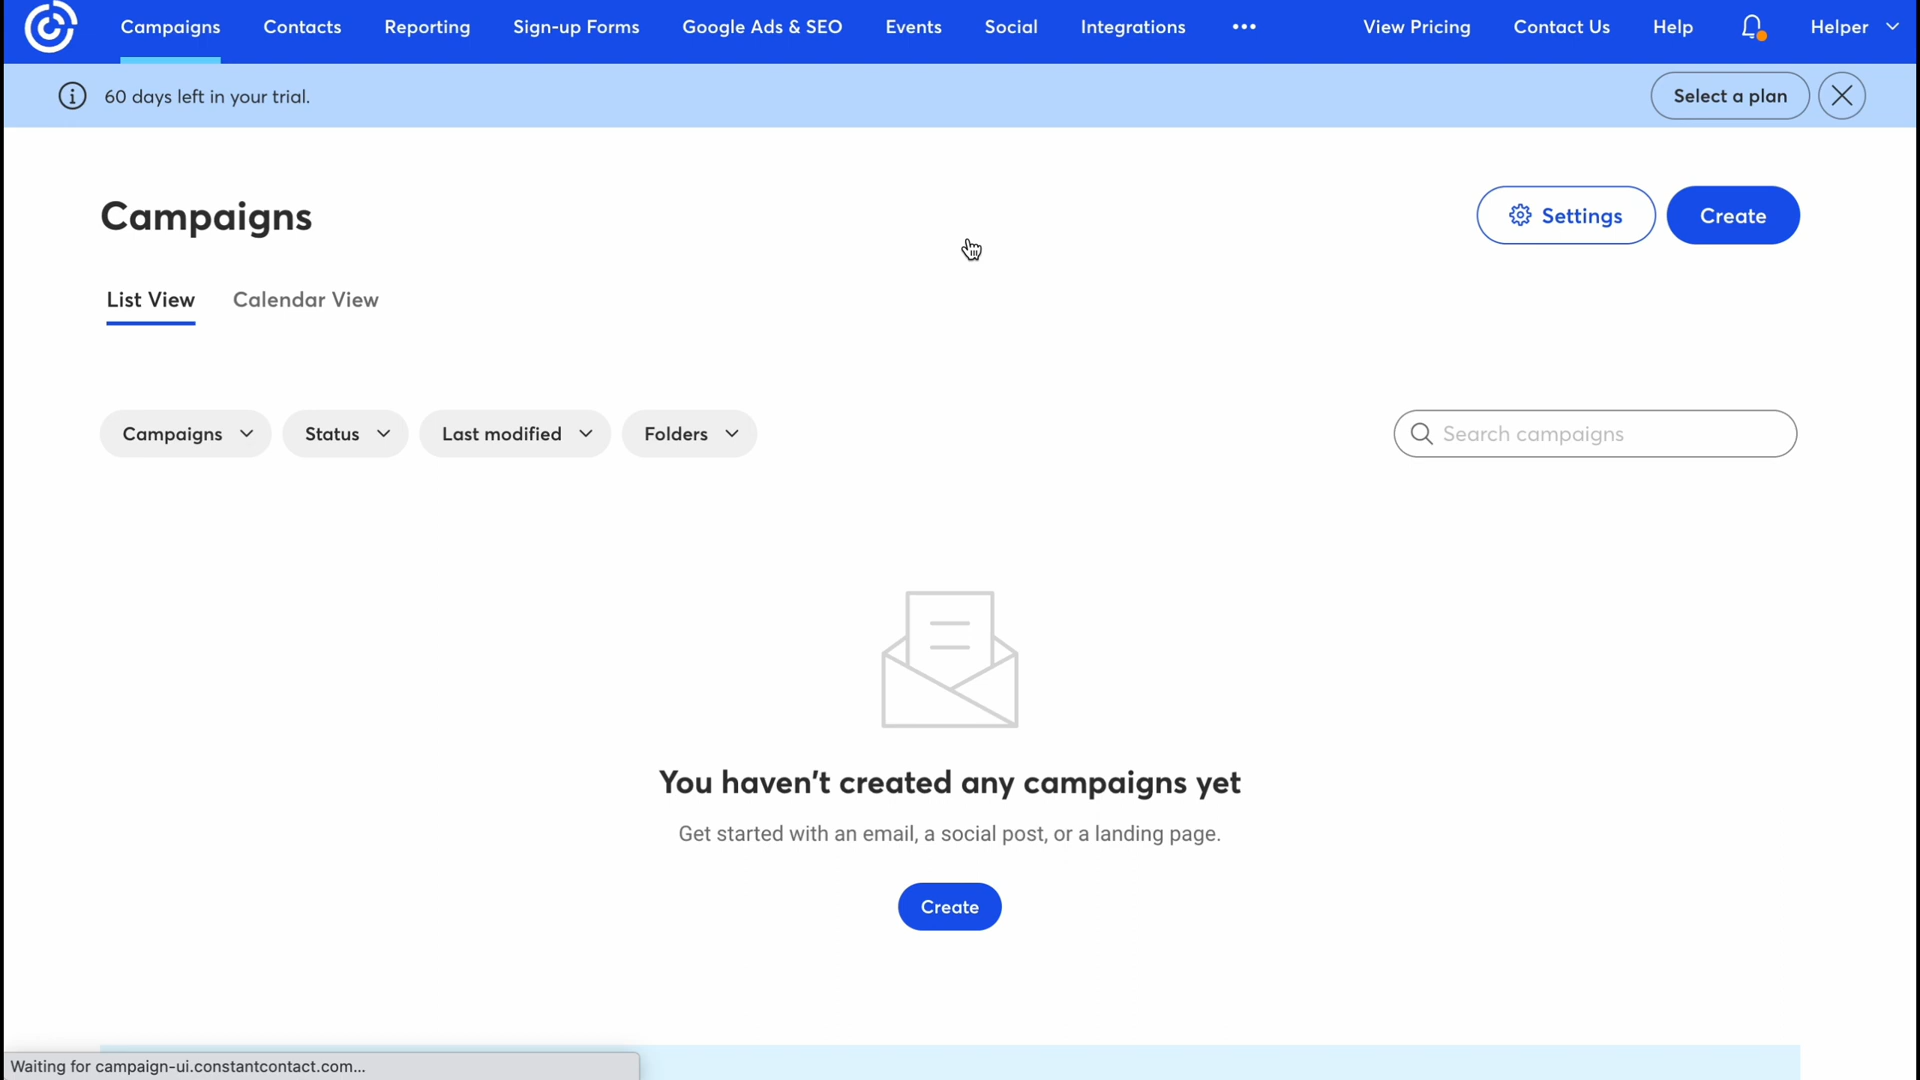 Campaigns Contacts Reporting Sign-up Forms Google Ads & SEO Events Social Integrations ••• View Pricing Contact Us Help Helper
60 days left in your trial. Select a plan
Campaigns Settings Create
List View Calendar View
Campaigns Status Last modified Folders Search campaigns
You haven't created any campaigns yet
Get started with an email, a social post, or a landing page.
Create
Waiting for campaign-ui.constantcontact.com...